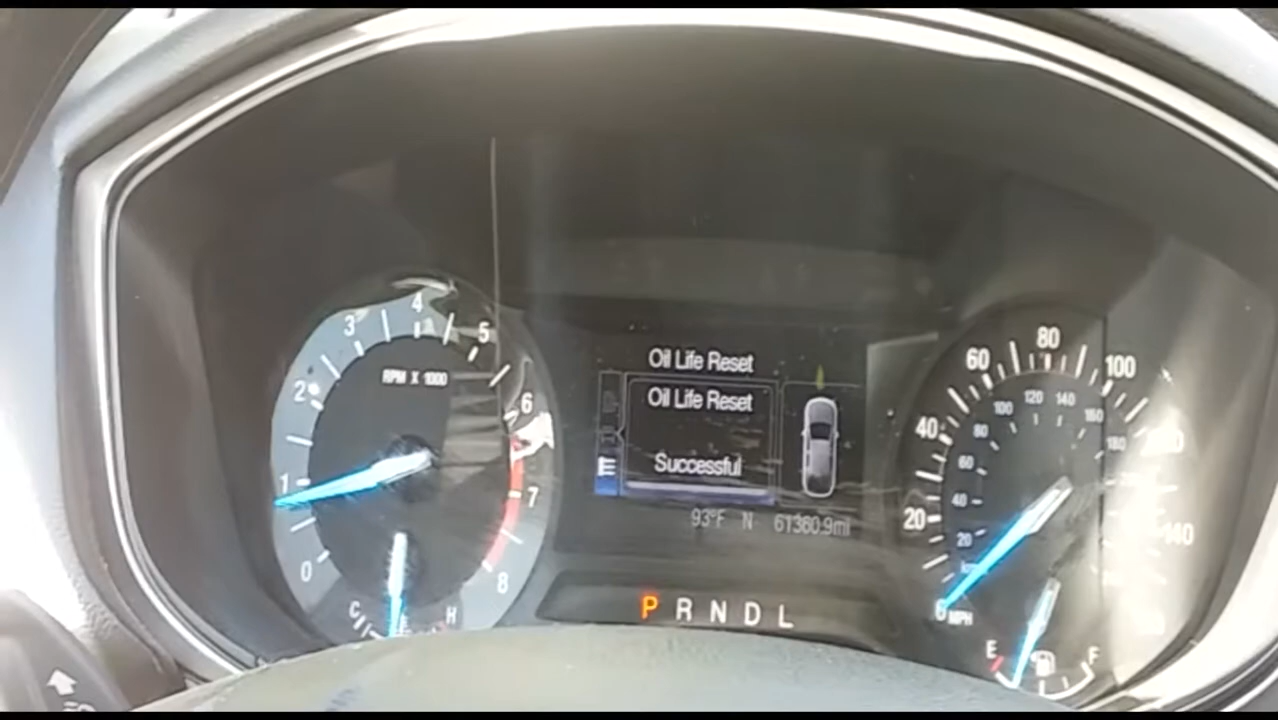 4
3
5
2
RPM X 1000
6
1
7
0
8
C
H
Oil Life Reset
Oil Life Reset
Successful
93°F N 61360.9mi
P R N D L
80
60
100
40
20
140
0
MPH
120
100
140
80
160
60
180
40
20
E
F